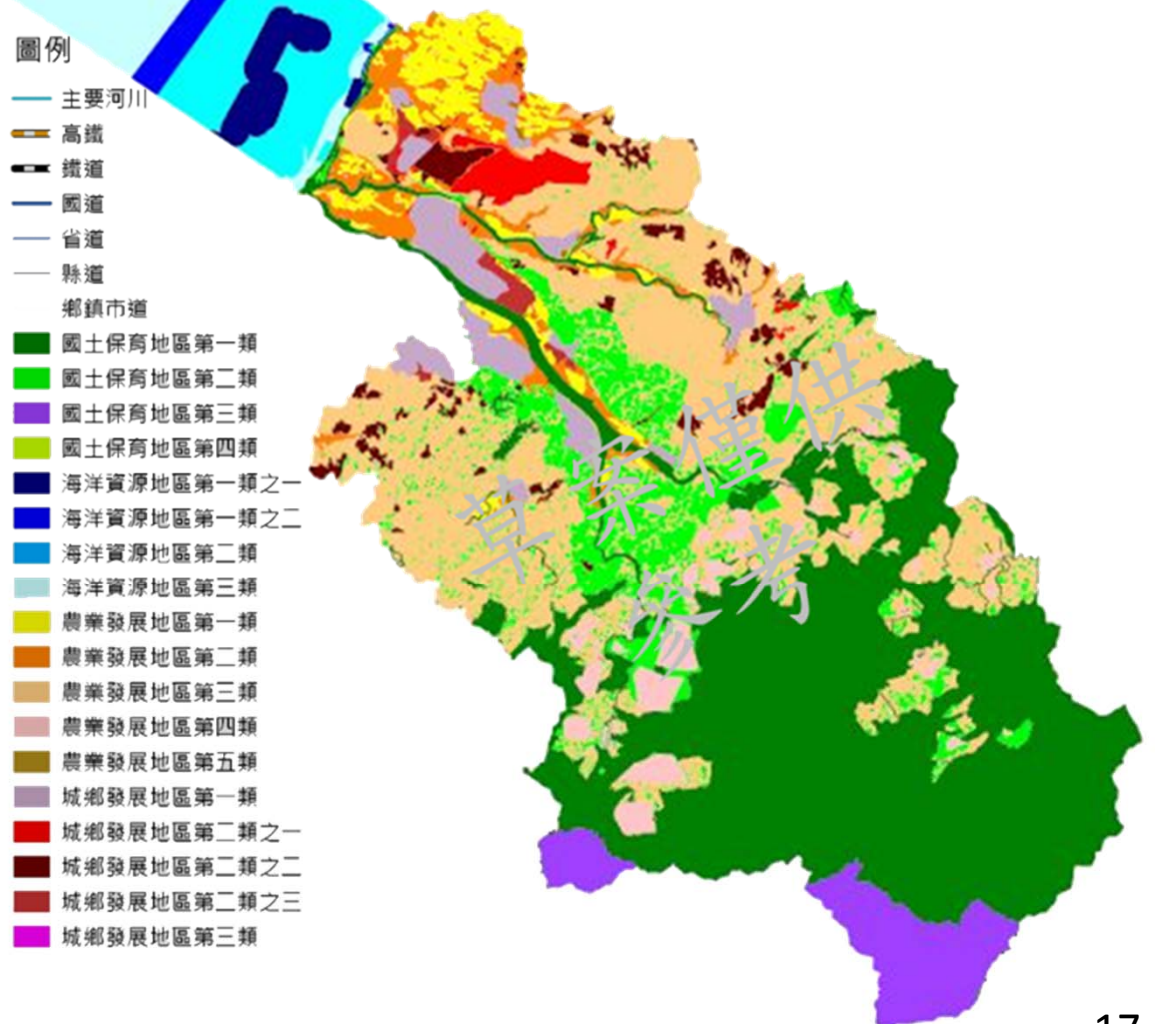 圖例
主要河川
高鐵
鐵道
國道
省道
縣道
鄉鎮市道
國土保育地區第一類
國土保育地區第二類
國土保育地區第三類
國土保育地區第四類
海洋資源地區第一類之一
海洋資源地區第一類之二
海洋資源地區第二類
海洋資源地區第三類
農業發展地區第一類
農業發展地區第二類
農業發展地區第三類
農業發展地區第四類
農業發展地區第五類
城鄉發展地區第一類
城鄉發展地區第二類之一
城鄉發展地區第二類之二
城鄉發展地區第二類之三
城鄉發展地區第三類
草案僅供
參考
17